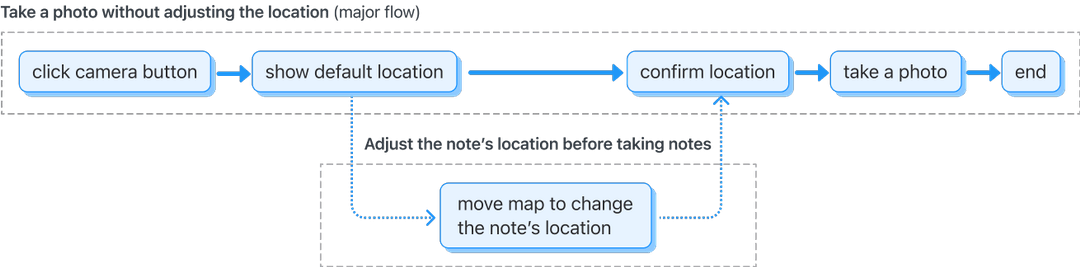 Take a photo without adjusting the location (major flow)
click camera button
show default location
confirm location
take a photo
end
Adjust the note’s location before taking notes
move map to change
the note’s location